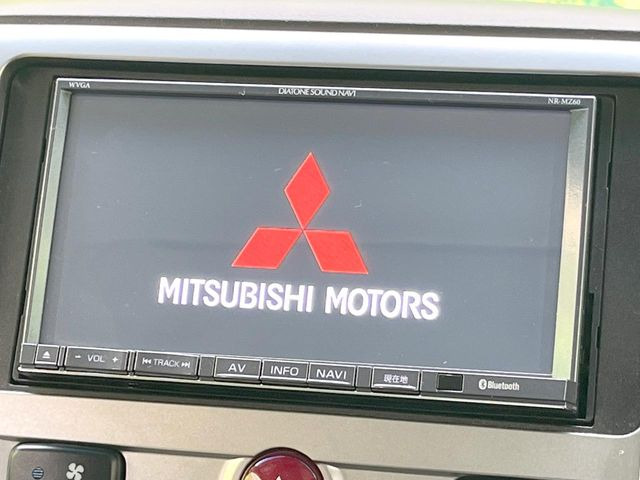 WVGA DIATONE SOUND NAVI NR-MZ60
MITSUBISHI MOTORS
- VOL + TRACK AV INFO NAVI 現在地 Bluetooth